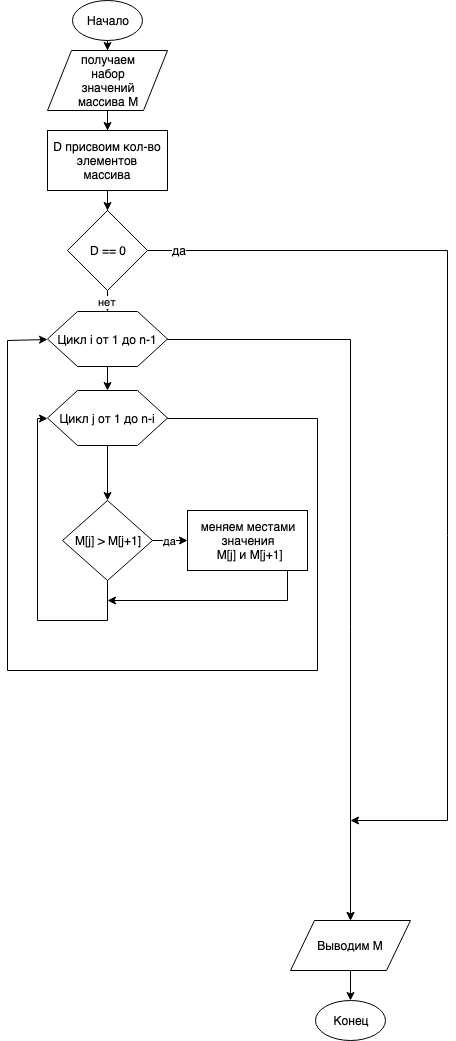 Начало
получаем
набор
значений
массива M
D присвоим кол-во
элементов
массива
D == 0
да
нет
Цикл i от 1 до n-1
Цикл j от 1 до n-i
M[j] > M[j+1]
да
меняем местами
значения
M[j] и M[j+1]
Выводим M
Конец